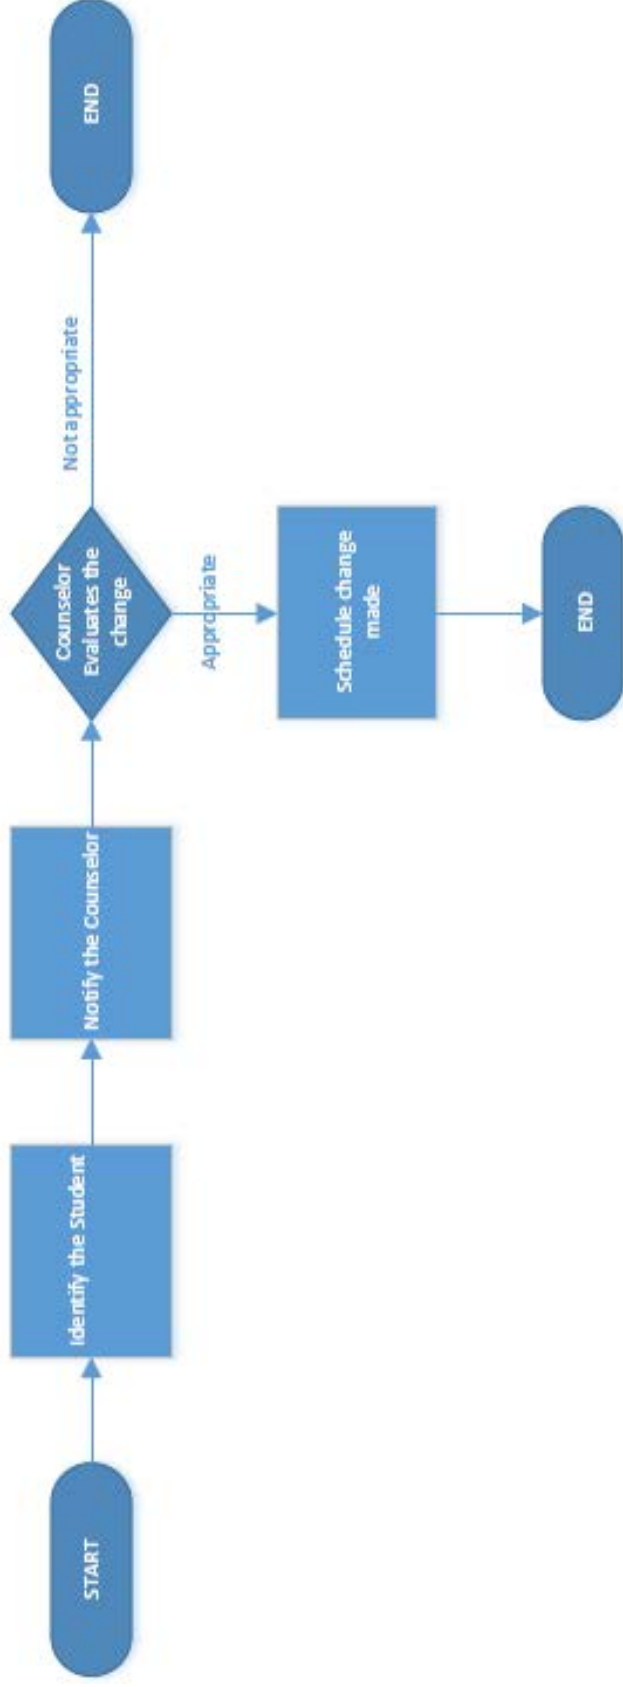 START
Identify the Student
Notify the Counselor
Counselor
Evaluates the
change
Not appropriate
END
Appropriate
Schedule change
made
END